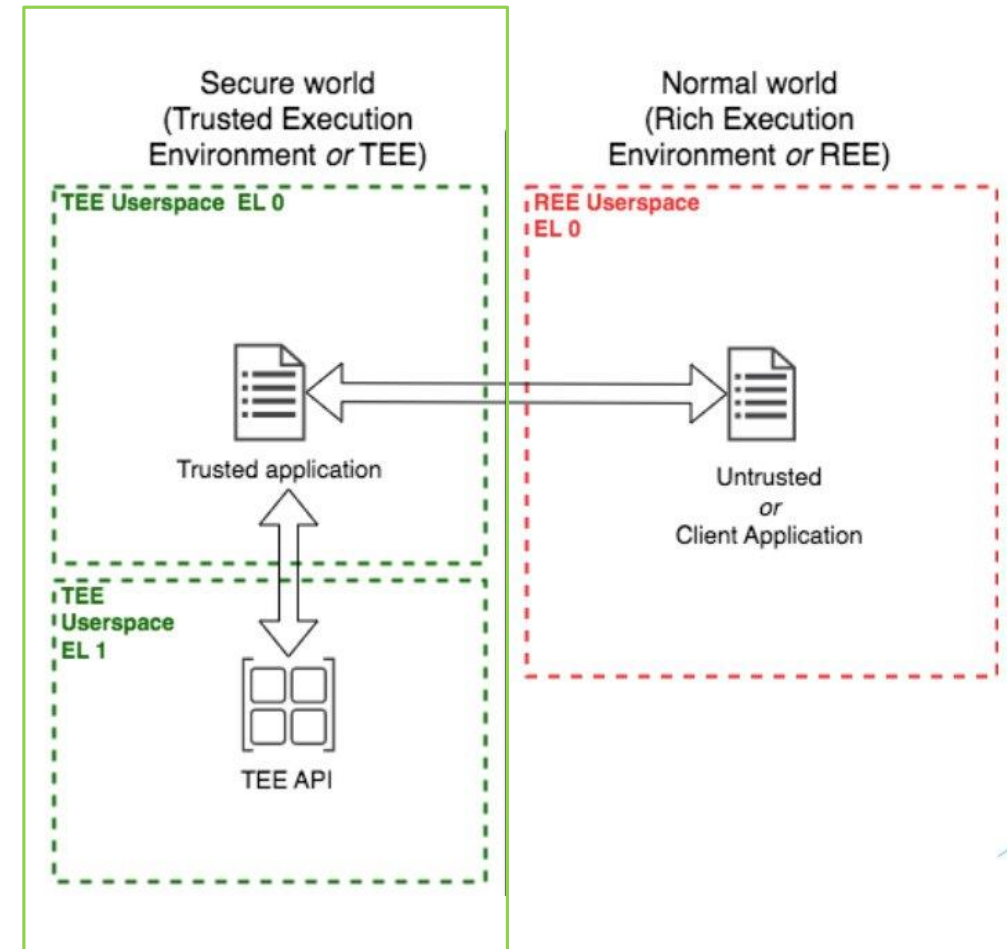 Secure world
(Trusted Execution
Environment or TEE)
TEE Userspace EL 0
Trusted application
TEE
Userspace
EL 1
TEE API
Normal world
(Rich Execution
Environment or REE)
REE Userspace
EL 0
Untrusted
or
Client Application